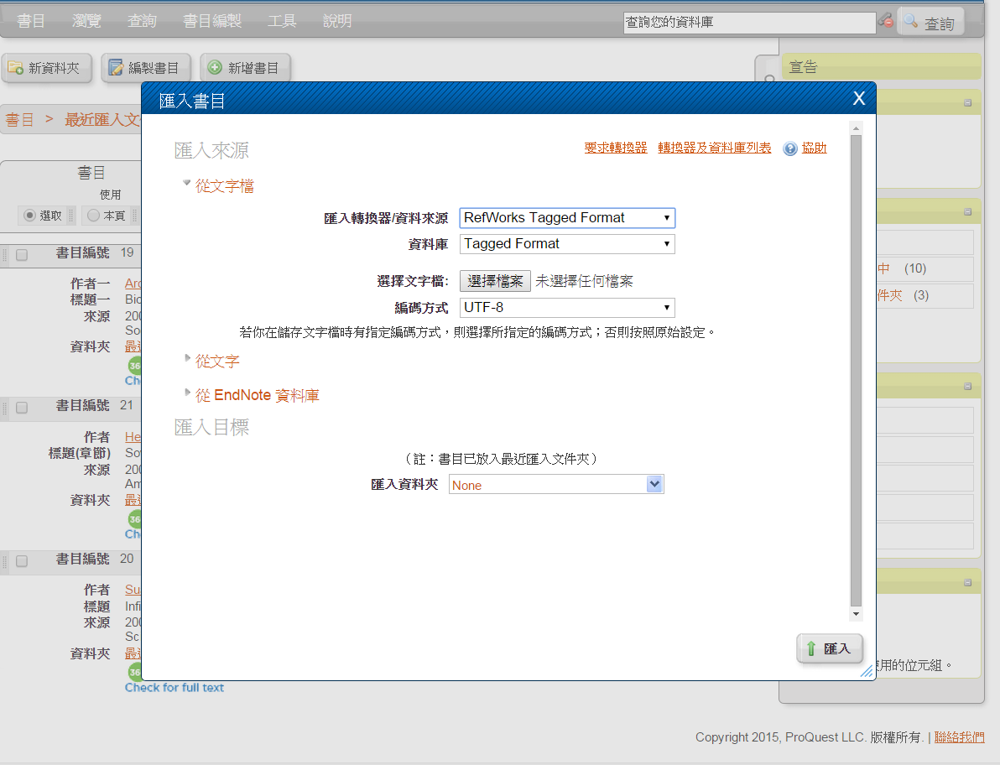 書目 瀏覽 查詢 書目編製 工具 說明 查詢您的資料庫 查詢
新資料夾 編製書目 新增書目 宣告
匯入書目 X
書目 > 最近匯入文
匯入來源 要求轉換器 轉換器及資料庫列表 協助
從文字檔
匯入轉換器/資料來源 RefWorks Tagged Format
資料庫 Tagged Format
選擇文字檔: 選擇檔案 未選擇任何檔案
編碼方式 UTF-8
若你在儲存文字檔時有指定編碼方式，則選擇所指定的編碼方式；否則按照原始設定。
從文字
從 EndNote 資料庫
匯入目標
（註：書目已放入最近匯入文件夾）
匯入資料夾 None
匯入
書目
使用
選取 本頁
書目編號 19
作者一 Arc
標題一 Bio
來源 200
So
資料夾 最近
36
Che
書目編號 21
作者 He
標題(章節) Sov
來源 200
Am
資料夾 最近
36
Che
書目編號 20
作者 Su
標題 Infi
來源 200
Sc
資料夾 最近
36
Check for full text
中 (10)
件夾 (3)
使用的位元組。
Copyright 2015, ProQuest LLC. 版權所有. | 聯絡我們